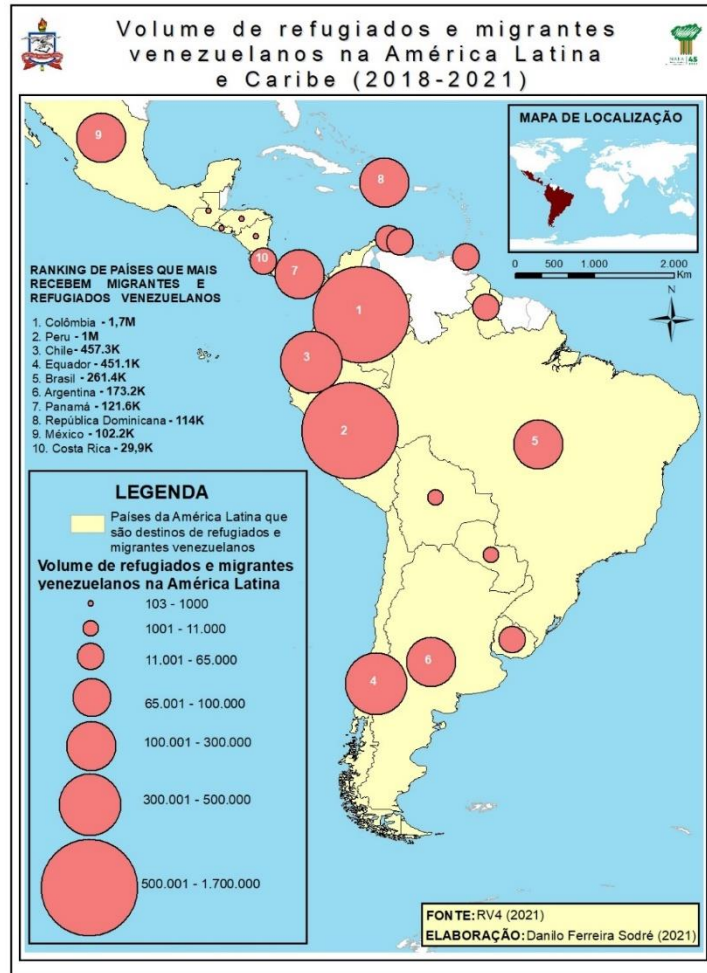 Volume de refugiados e migrantes
venezuelanos na América Latina
e Caribe (2018-2021)
MAPA DE LOCALIZAÇÃO
0 500 1.000 2.000
Km
N
9
8
10
7
1
3
2
5
6
4
RANKING DE PAÍSES QUE MAIS
RECEBEM MIGRANTES E
REFUGIADOS VENEZUELANOS
1. Colômbia - 1,7M
2. Peru - 1M
3. Chile - 457.3K
4. Equador - 451.1K
5. Brasil - 261.4K
6. Argentina - 173.2K
7. Panamá - 121.6K
8. República Dominicana - 114K
9. México - 102.2K
10. Costa Rica - 29,9K
LEGENDA
Países da América Latina que
são destinos de refugiados e
migrantes venezuelanos
Volume de refugiados e migrantes
venezuelanos na América Latina
103 - 1000
1001 - 11.000
11.001 - 65.000
65.001 - 100.000
100.001 - 300.000
300.001 - 500.000
500.001 - 1.700.000
FONTE: RV4 (2021)
ELABORAÇÃO: Danilo Ferreira Sodré (2021)